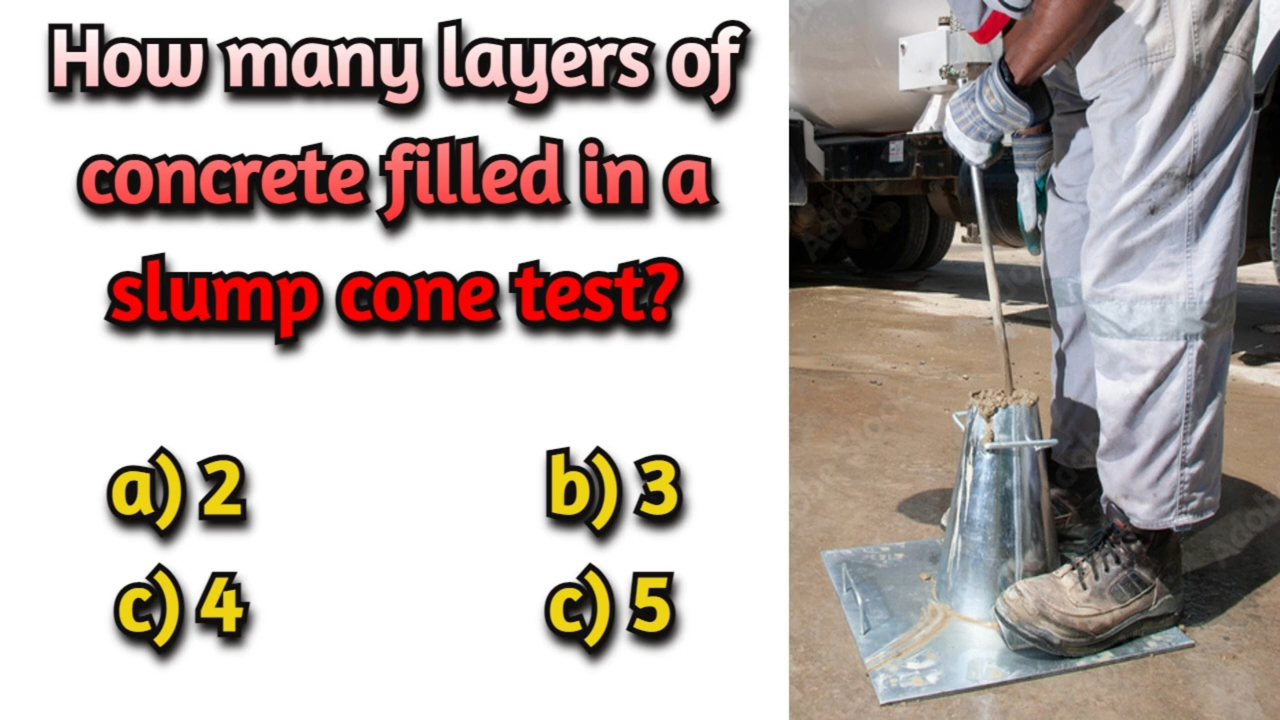 How many layers of
concrete filled in a
slump cone test?
a) 2
b) 3
c) 4
c) 5